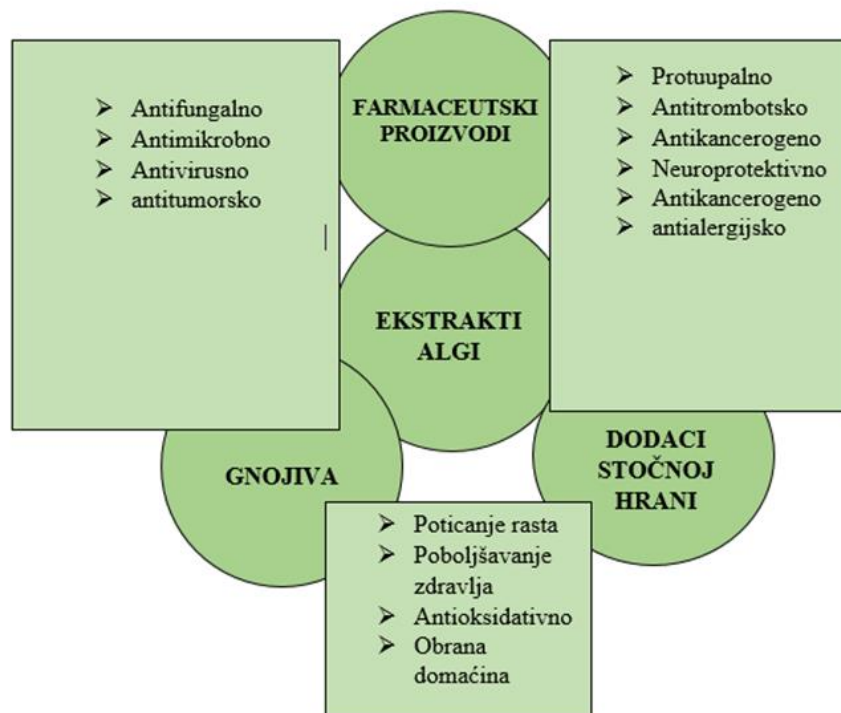 FARMACEUTSKI
PROIZVODI
➢ Antifungalno
➢ Antimikrobno
➢ Antivirusno
➢ antitumorsko
➢ Protuupalno
➢ Antitrombotsko
➢ Antikancerogeno
➢ Neuroprotektivno
➢ Antikancerogeno
➢ antialergijsko
EKSTRAKTI
ALGI
GNOJIVA
DODACI
STOČNOJ
HRANI
➢ Poticanje rasta
➢ Poboljšavanje
zdravlja
➢ Antioksidativno
➢ Obrana
domaćina